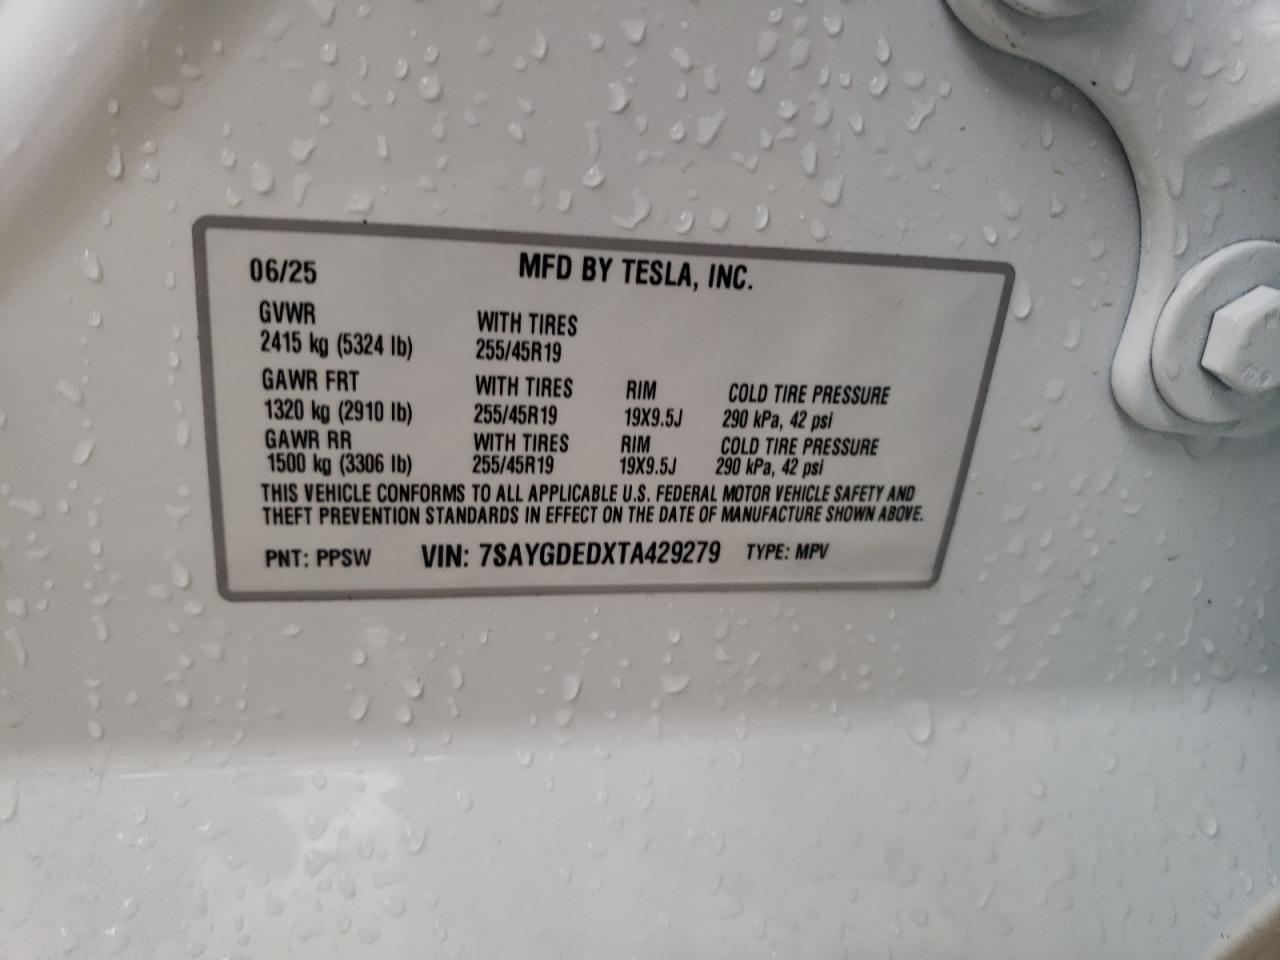 06/25 MFD BY TESLA, INC.
GVWR WITH TIRES
2415 kg (5324 lb) 255/45R19
GAWR FRT WITH TIRES RIM COLD TIRE PRESSURE
1320 kg (2910 lb) 255/45R19 19X9.5J 290 kPa, 42 psi
GAWR RR WITH TIRES RIM COLD TIRE PRESSURE
1500 kg (3306 lb) 255/45R19 19X9.5J 290 kPa, 42 psi
THIS VEHICLE CONFORMS TO ALL APPLICABLE U.S. FEDERAL MOTOR VEHICLE SAFETY AND
THEFT PREVENTION STANDARDS IN EFFECT ON THE DATE OF MANUFACTURE SHOWN ABOVE.
PNT: PPSW VIN: 7SAYGDEDXTA429279 TYPE: MPV